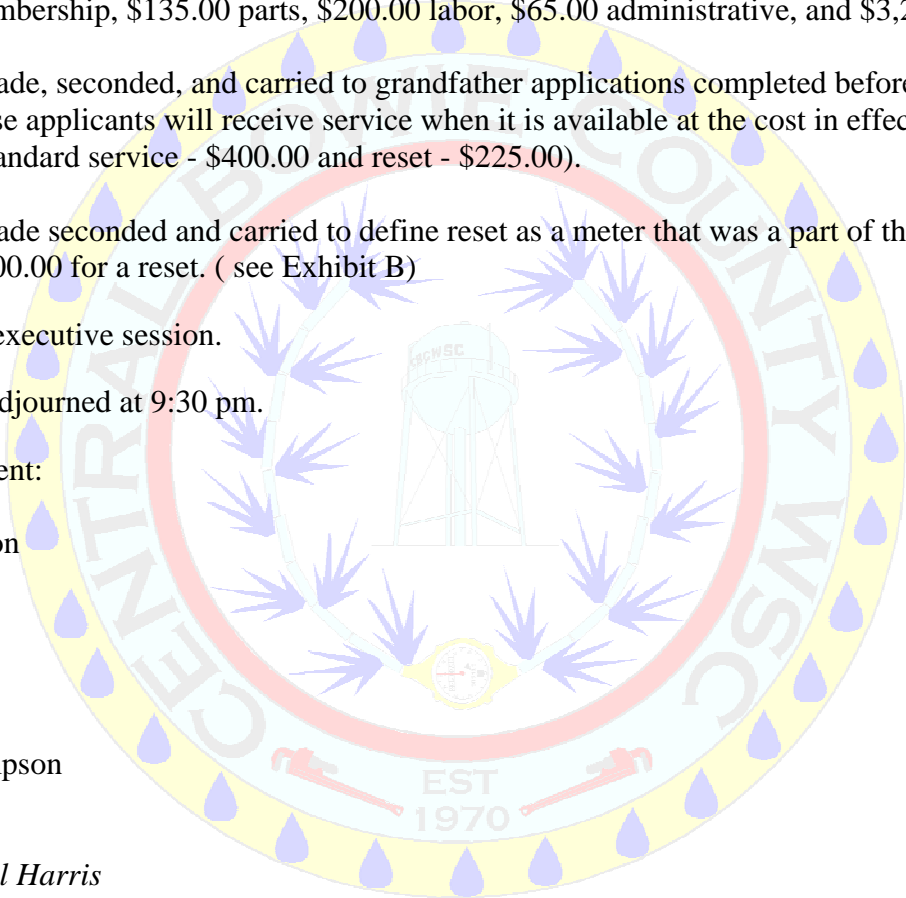 mbership, $135.00 parts, $200.00 labor, $65.00 administrative, and $3,2
ade, seconded, and carried to grandfather applications completed before
se applicants will receive service when it is available at the cost in effec
andard service - $400.00 and reset - $225.00).
ade seconded and carried to define reset as a meter that was a part of th
00.00 for a reset. ( see Exhibit B)
executive session.
djourned at 9:30 pm.
ent:
on
pson
l Harris
CENTRAL BOWIE COUNTY WSC
CBCWSC
EST
1970